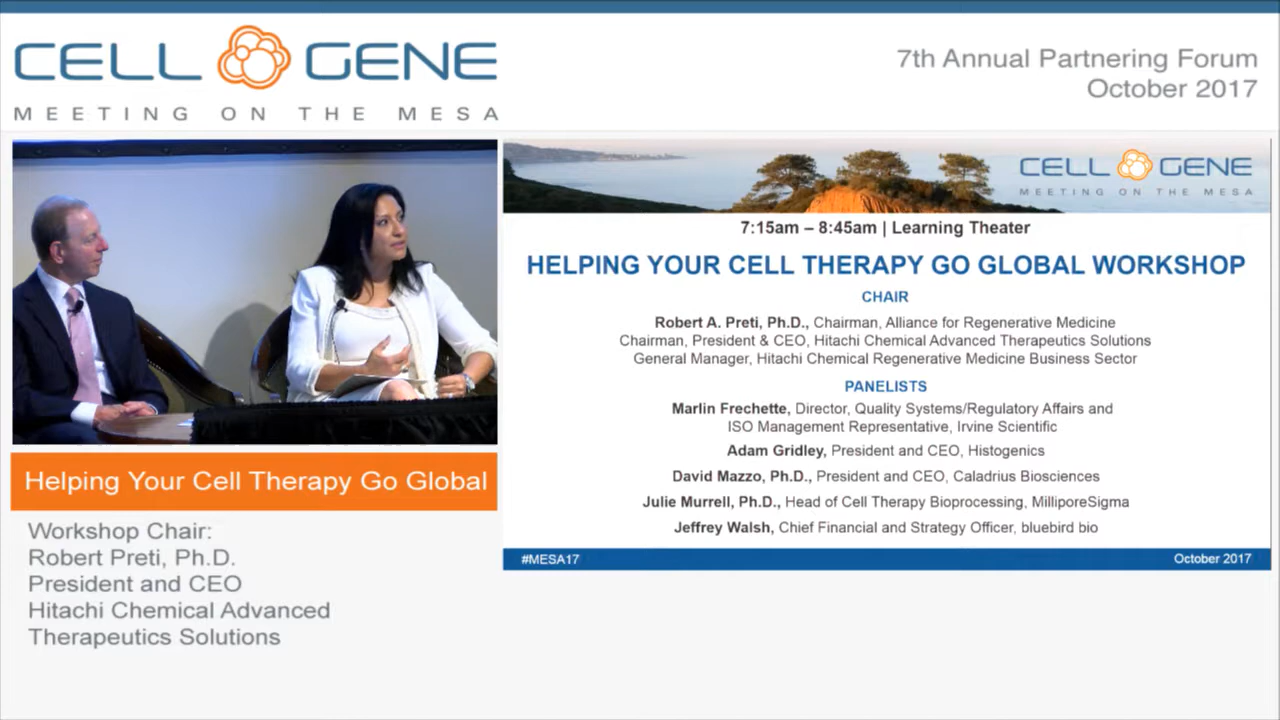 CELL GENE
MEETING ON THE MESA
7th Annual Partnering Forum
October 2017
CELL GENE
MEETING ON THE MESA
7:15am – 8:45am | Learning Theater
HELPING YOUR CELL THERAPY GO GLOBAL WORKSHOP
CHAIR
Robert A. Preti, Ph.D., Chairman, Alliance for Regenerative Medicine
Chairman, President & CEO, Hitachi Chemical Advanced Therapeutics Solutions
General Manager, Hitachi Chemical Regenerative Medicine Business Sector
PANELISTS
Marlin Frechette, Director, Quality Systems/Regulatory Affairs and
ISO Management Representative, Irvine Scientific
Adam Gridley, President and CEO, Histogenics
David Mazzo, Ph.D., President and CEO, Caladrius Biosciences
Julie Murrell, Ph.D., Head of Cell Therapy Bioprocessing, MilliporeSigma
Jeffrey Walsh, Chief Financial and Strategy Officer, bluebird bio
#MESA17
October 2017
Helping Your Cell Therapy Go Global
Workshop Chair:
Robert Preti, Ph.D.
President and CEO
Hitachi Chemical Advanced
Therapeutics Solutions